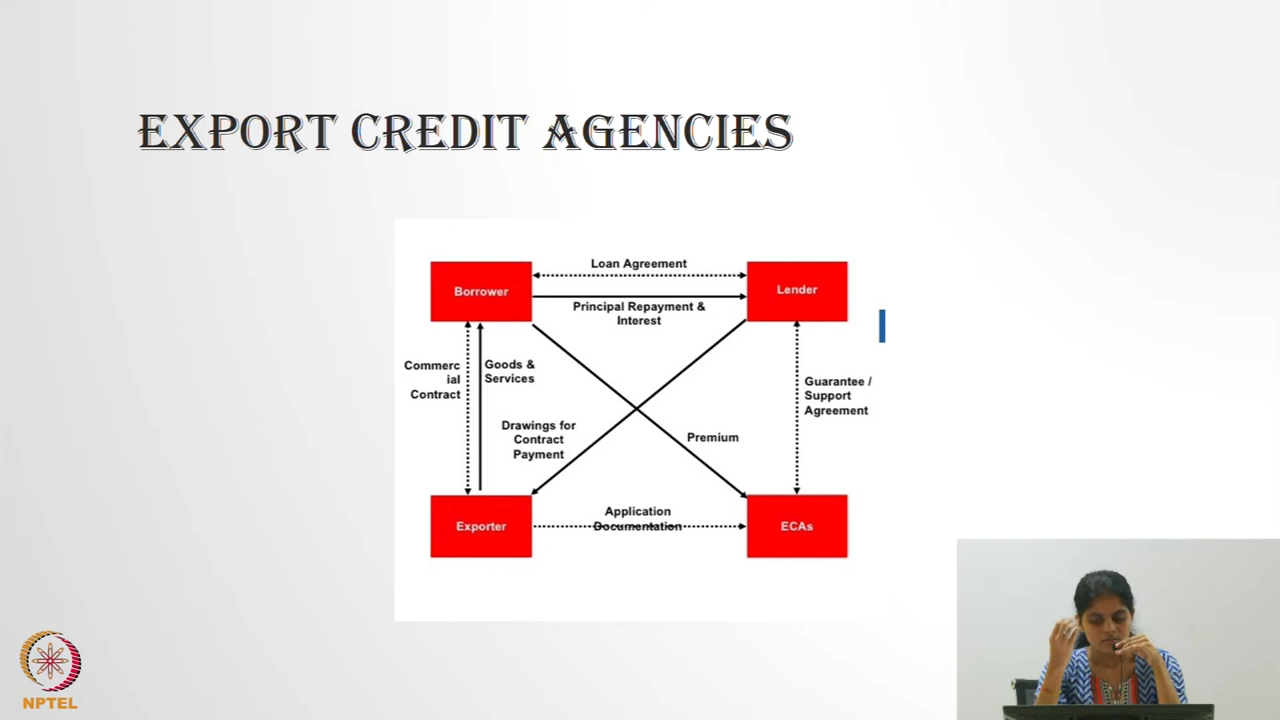 EXPORT CREDIT AGENCIES
Loan Agreement
Borrower
Lender
Principal Repayment &
Interest
Commerc
ial
Contract
Goods &
Services
Guarantee /
Support
Agreement
Drawings for
Contract
Payment
Premium
Application
Documentation
Exporter
ECAs
NPTEL